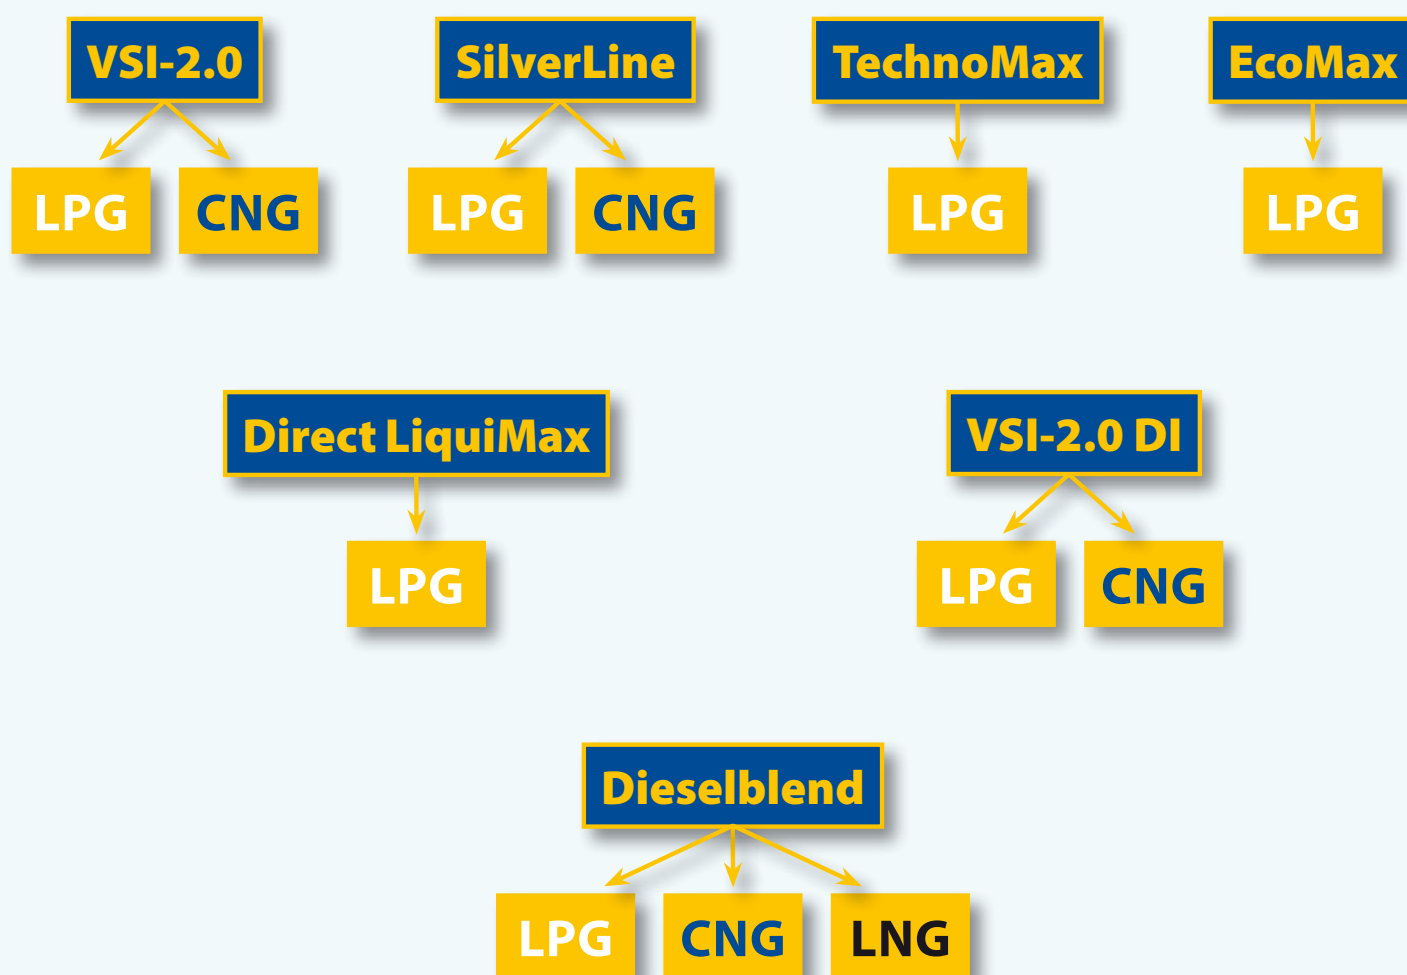 VSI-2.0
SilverLine
TechnoMax
EcoMax
LPG
CNG
LPG
CNG
LPG
LPG
Direct LiquiMax
VSI-2.0 DI
LPG
LPG
CNG
Dieselblend
LPG
CNG
LNG